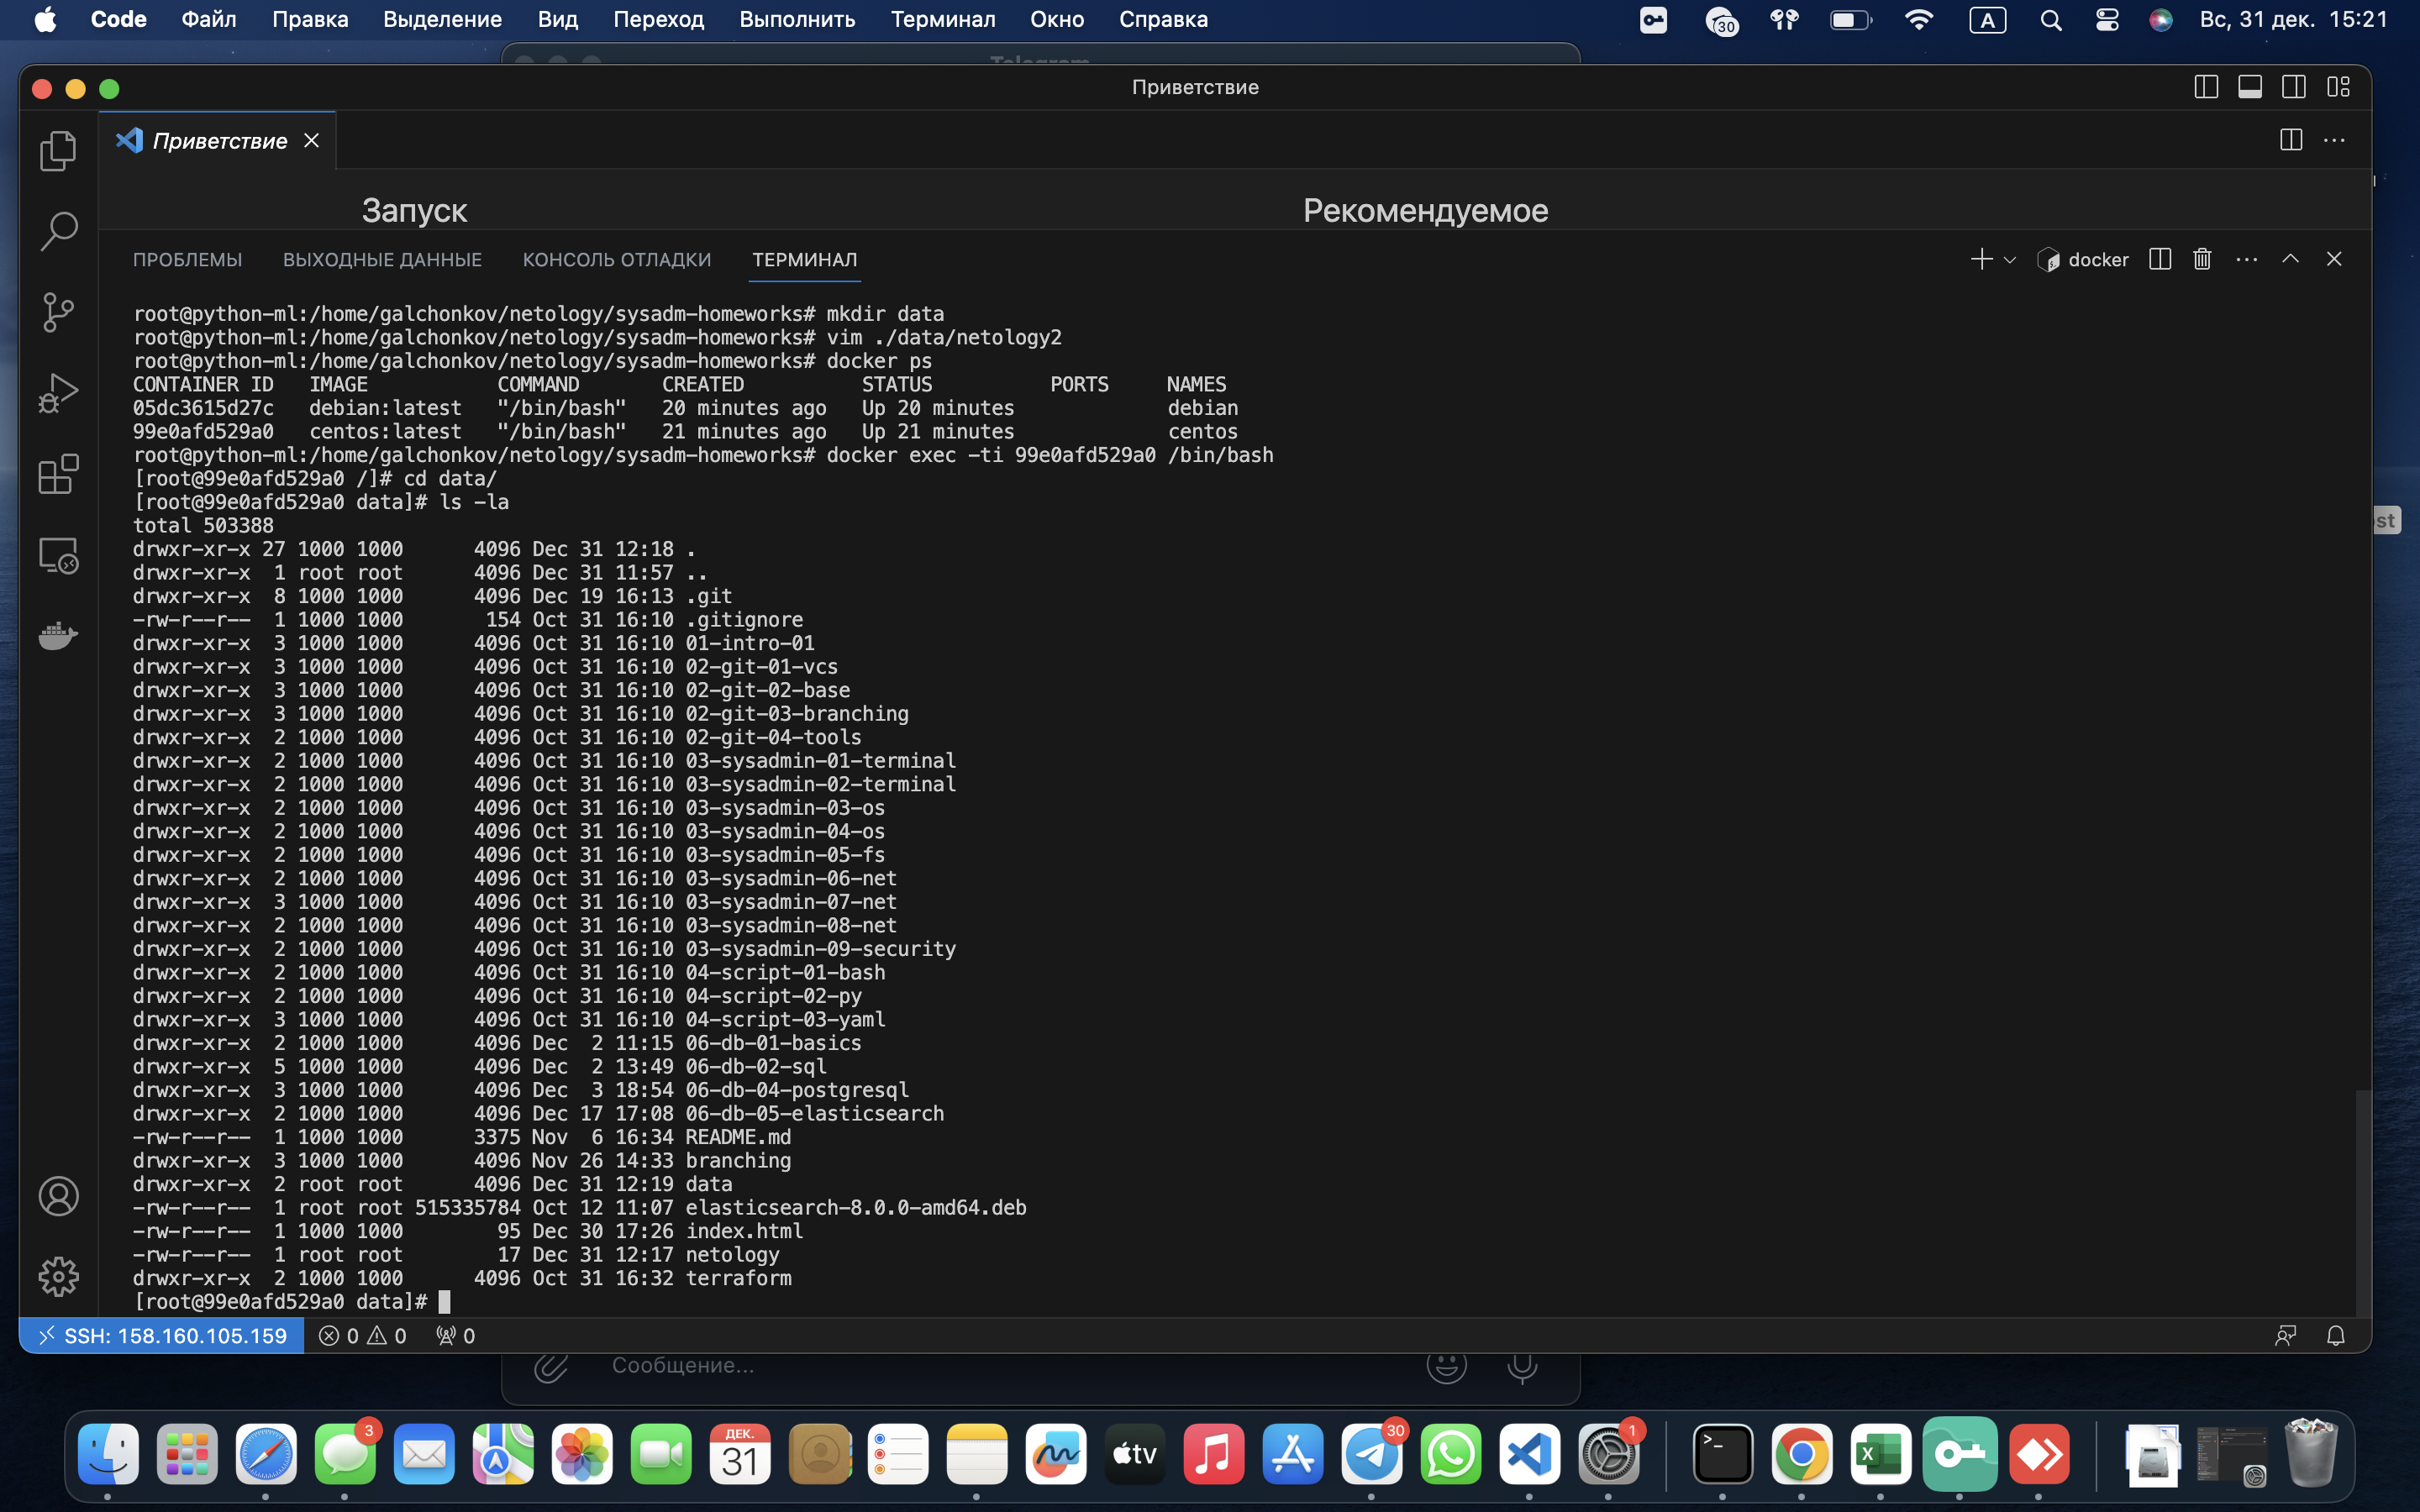 Code Файл Правка Выделение Вид Переход Выполнить Терминал Окно Справка 30 A Вс, 31 дек. 15:21
Приветствие
Приветствие
Запуск Рекомендуемое
ПРОБЛЕМЫ ВЫХОДНЫЕ ДАННЫЕ КОНСОЛЬ ОТЛАДКИ ТЕРМИНАЛ docker
root@python-ml:/home/galchonkov/netology/sysadm-homeworks# mkdir data
root@python-ml:/home/galchonkov/netology/sysadm-homeworks# vim ./data/netology2
root@python-ml:/home/galchonkov/netology/sysadm-homeworks# docker ps
CONTAINER ID   IMAGE           COMMAND       CREATED          STATUS          PORTS     NAMES
05dc3615d27c   debian:latest   "/bin/bash"   20 minutes ago   Up 20 minutes             debian
99e0afd529a0   centos:latest   "/bin/bash"   21 minutes ago   Up 21 minutes             centos
root@python-ml:/home/galchonkov/netology/sysadm-homeworks# docker exec -ti 99e0afd529a0 /bin/bash
[root@99e0afd529a0 /]# cd data/
[root@99e0afd529a0 data]# ls -la
total 503388
drwxr-xr-x 27 1000 1000      4096 Dec 31 12:18 .
drwxr-xr-x  1 root root      4096 Dec 31 11:57 ..
drwxr-xr-x  8 1000 1000      4096 Dec 19 16:13 .git
-rw-r--r--  1 1000 1000       154 Oct 31 16:10 .gitignore
drwxr-xr-x  3 1000 1000      4096 Oct 31 16:10 01-intro-01
drwxr-xr-x  3 1000 1000      4096 Oct 31 16:10 02-git-01-vcs
drwxr-xr-x  3 1000 1000      4096 Oct 31 16:10 02-git-02-base
drwxr-xr-x  3 1000 1000      4096 Oct 31 16:10 02-git-03-branching
drwxr-xr-x  2 1000 1000      4096 Oct 31 16:10 02-git-04-tools
drwxr-xr-x  2 1000 1000      4096 Oct 31 16:10 03-sysadmin-01-terminal
drwxr-xr-x  2 1000 1000      4096 Oct 31 16:10 03-sysadmin-02-terminal
drwxr-xr-x  2 1000 1000      4096 Oct 31 16:10 03-sysadmin-03-os
drwxr-xr-x  2 1000 1000      4096 Oct 31 16:10 03-sysadmin-04-os
drwxr-xr-x  2 1000 1000      4096 Oct 31 16:10 03-sysadmin-05-fs
drwxr-xr-x  2 1000 1000      4096 Oct 31 16:10 03-sysadmin-06-net
drwxr-xr-x  3 1000 1000      4096 Oct 31 16:10 03-sysadmin-07-net
drwxr-xr-x  2 1000 1000      4096 Oct 31 16:10 03-sysadmin-08-net
drwxr-xr-x  2 1000 1000      4096 Oct 31 16:10 03-sysadmin-09-security
drwxr-xr-x  2 1000 1000      4096 Oct 31 16:10 04-script-01-bash
drwxr-xr-x  2 1000 1000      4096 Oct 31 16:10 04-script-02-py
drwxr-xr-x  3 1000 1000      4096 Oct 31 16:10 04-script-03-yaml
drwxr-xr-x  2 1000 1000      4096 Dec  2 11:15 06-db-01-basics
drwxr-xr-x  5 1000 1000      4096 Dec  2 13:49 06-db-02-sql
drwxr-xr-x  3 1000 1000      4096 Dec  3 18:54 06-db-04-postgresql
drwxr-xr-x  2 1000 1000      4096 Dec 17 17:08 06-db-05-elasticsearch
-rw-r--r--  1 1000 1000      3375 Nov  6 16:34 README.md
drwxr-xr-x  3 1000 1000      4096 Nov 26 14:33 branching
drwxr-xr-x  2 root root      4096 Dec 31 12:19 data
-rw-r--r--  1 root root 515335784 Oct 12 11:07 elasticsearch-8.0.0-amd64.deb
-rw-r--r--  1 1000 1000        95 Dec 30 17:26 index.html
-rw-r--r--  1 root root        17 Dec 31 12:17 netology
drwxr-xr-x  2 1000 1000      4096 Oct 31 16:32 terraform
[root@99e0afd529a0 data]#
st
SSH: 158.160.105.159 0 0 0
Сообщение...
3 ДЕК. 31 tv 30 1 >_ X